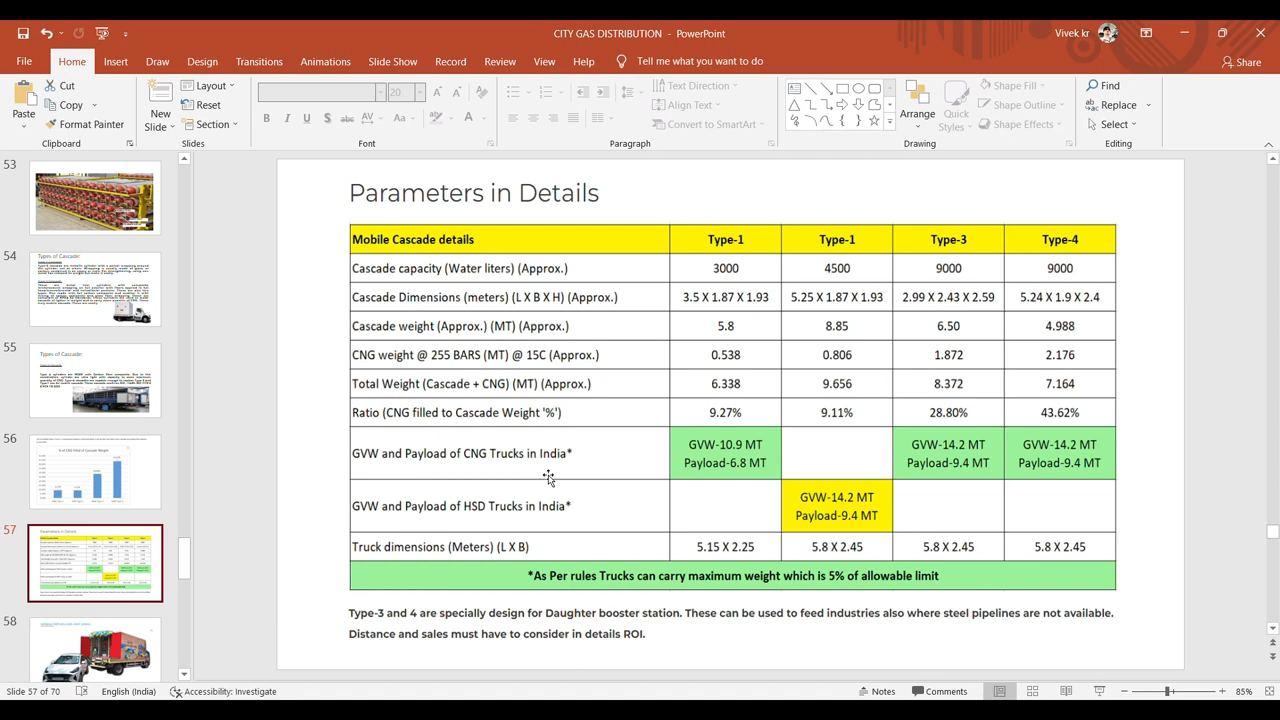 CITY GAS DISTRIBUTION - PowerPoint
Vivek kr
File Home Insert Draw Design Transitions Animations Slide Show Record Review View Help Tell me what you want to do
Share
Paste
Cut
Copy
Format Painter
Clipboard
New Slide
Layout
Reset
Section
Slides
20
B I U S abc AV Aa A
Font
Text Direction
Align Text
Convert to SmartArt
Paragraph
Arrange
Quick Styles
Shape Fill
Shape Outline
Shape Effects
Drawing
Find
Replace
Select
Editing
53
54
Types of Cascade:
55
Types of Cascade:
56
57
Parameters in Details
58
Parameters in Details
Mobile Cascade details Type-1 Type-1 Type-3 Type-4
Cascade capacity (Water liters) (Approx.) 3000 4500 9000 9000
Cascade Dimensions (meters) (L X B X H) (Approx.) 3.5 X 1.87 X 1.93 5.25 X 1.87 X 1.93 2.99 X 2.43 X 2.59 5.24 X 1.9 X 2.4
Cascade weight (Approx.) (MT) (Approx.) 5.8 8.85 6.50 4.988
CNG weight @ 255 BARS (MT) @ 15C (Approx.) 0.538 0.806 1.872 2.176
Total Weight (Cascade + CNG) (MT) (Approx.) 6.338 9.656 8.372 7.164
Ratio (CNG filled to Cascade Weight '%') 9.27% 9.11% 28.80% 43.62%
GVW and Payload of CNG Trucks in India* GVW-10.9 MT Payload-6.8 MT GVW-14.2 MT Payload-9.4 MT GVW-14.2 MT Payload-9.4 MT
GVW and Payload of HSD Trucks in India* GVW-14.2 MT Payload-9.4 MT
Truck dimensions (Meters) (L X B) 5.15 X 2.25 5.8 X 2.45 5.8 X 2.45 5.8 X 2.45
*As Per rules Trucks can carry maximum weight which is 5% of allowable limit
Type-3 and 4 are specially design for Daughter booster station. These can be used to feed industries also where steel pipelines are not available.
Distance and sales must have to consider in details ROI.
Slide 57 of 70 English (India) Accessibility: Investigate Notes Comments 85%